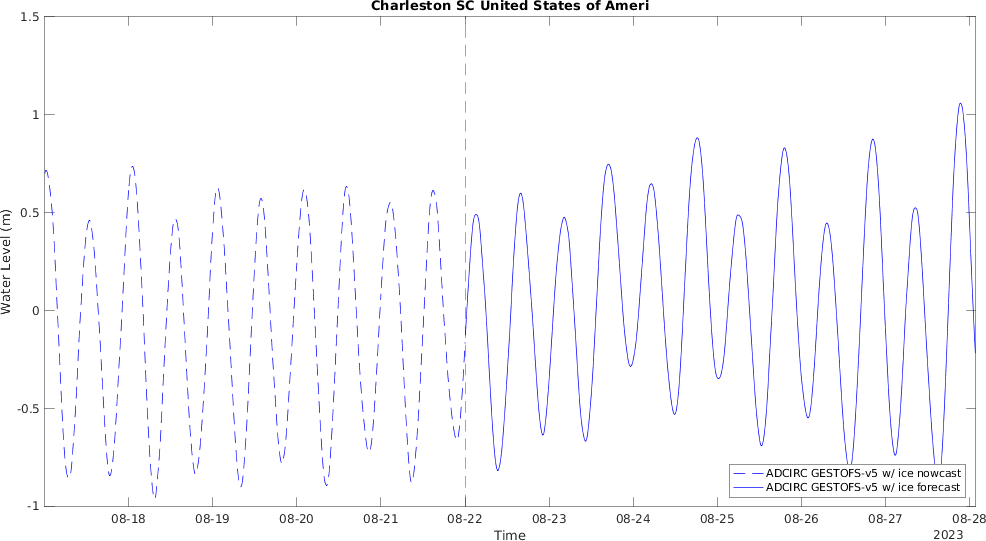 Charleston SC United States of Ameri
1.5
1
0.5
0
-0.5
-1
Water Level (m)
ADCIRC GESTOFS-v5 w/ ice nowcast
ADCIRC GESTOFS-v5 w/ ice forecast
08-18 08-19 08-20 08-21 08-22 08-23 08-24 08-25 08-26 08-27 08-28
Time
2023